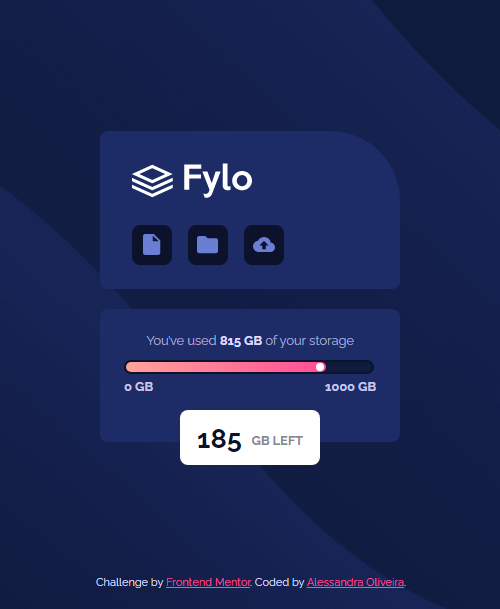 Fylo
You've used 815 GB of your storage
0 GB 1000 GB
185 GB LEFT
Challenge by Frontend Mentor. Coded by Alessandra Oliveira.